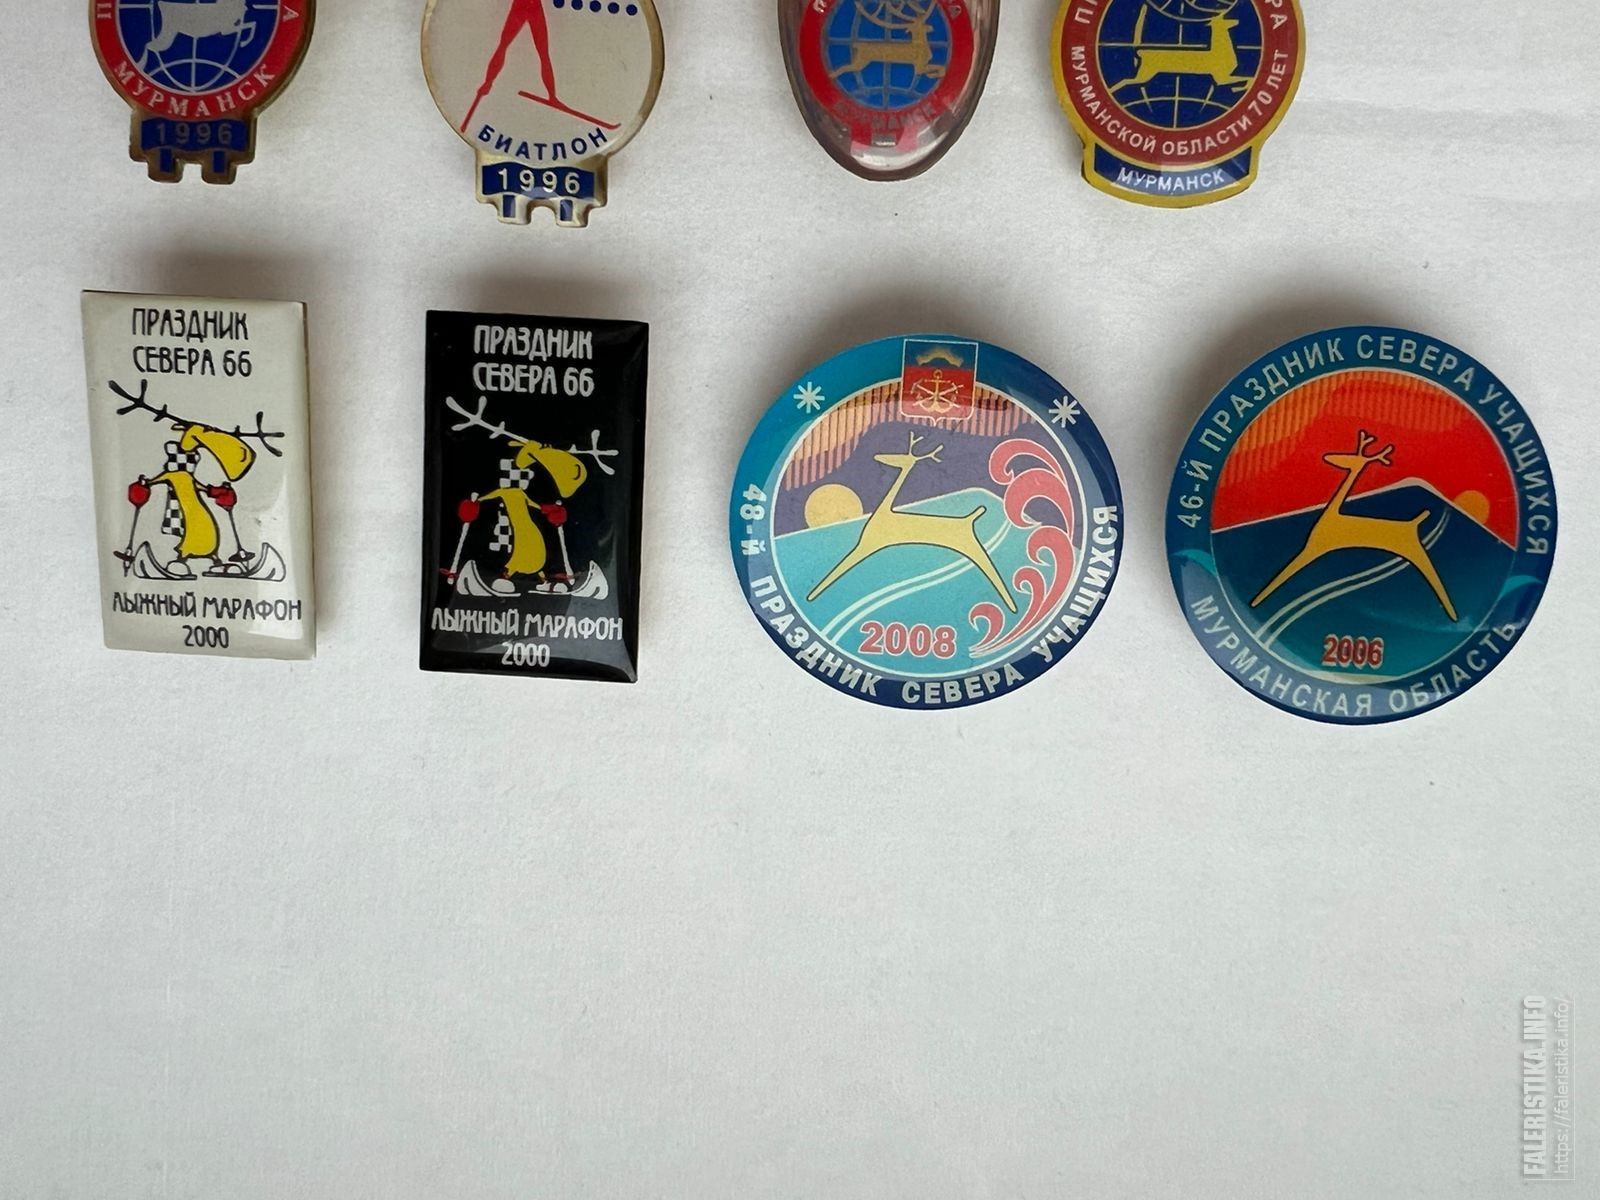 МУРМАНСК
1996
БИАТЛОН
1996
МУРМАНСК
МУРМАНСКОЙ ОБЛАСТИ 70 ЛЕТ
МУРМАНСК
ПРАЗДНИК
СЕВЕРА 66
ЛЫЖНЫЙ МАРАФОН
2000
ПРАЗДНИК
СЕВЕРА 66
ЛЫЖНЫЙ МАРАФОН
2000
48-й ПРАЗДНИК СЕВЕРА УЧАЩИХСЯ
2008
46-Й ПРАЗДНИК СЕВЕРА УЧАЩИХСЯ
2006
МУРМАНСКАЯ ОБЛАСТЬ
FALERISTIKA.INFO
https://faleristika.info/